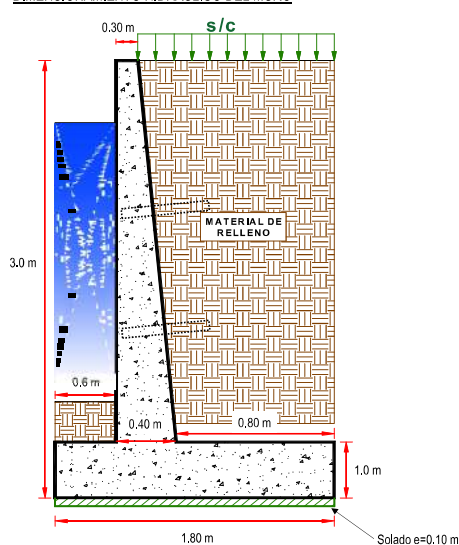 0.30 m
s/c
MATERIAL DE
RELLENO
3.0 m
0.6 m
0.40 m
0.80 m
1.0 m
1.80 m
Solado e=0.10 m